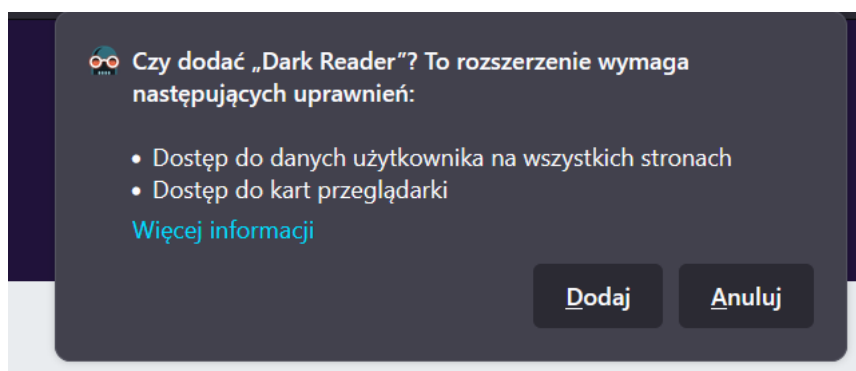 Czy dodać „Dark Reader”? To rozszerzenie wymaga
następujących uprawnień:
• Dostęp do danych użytkownika na wszystkich stronach
• Dostęp do kart przeglądarki
Więcej informacji
Dodaj
Anuluj